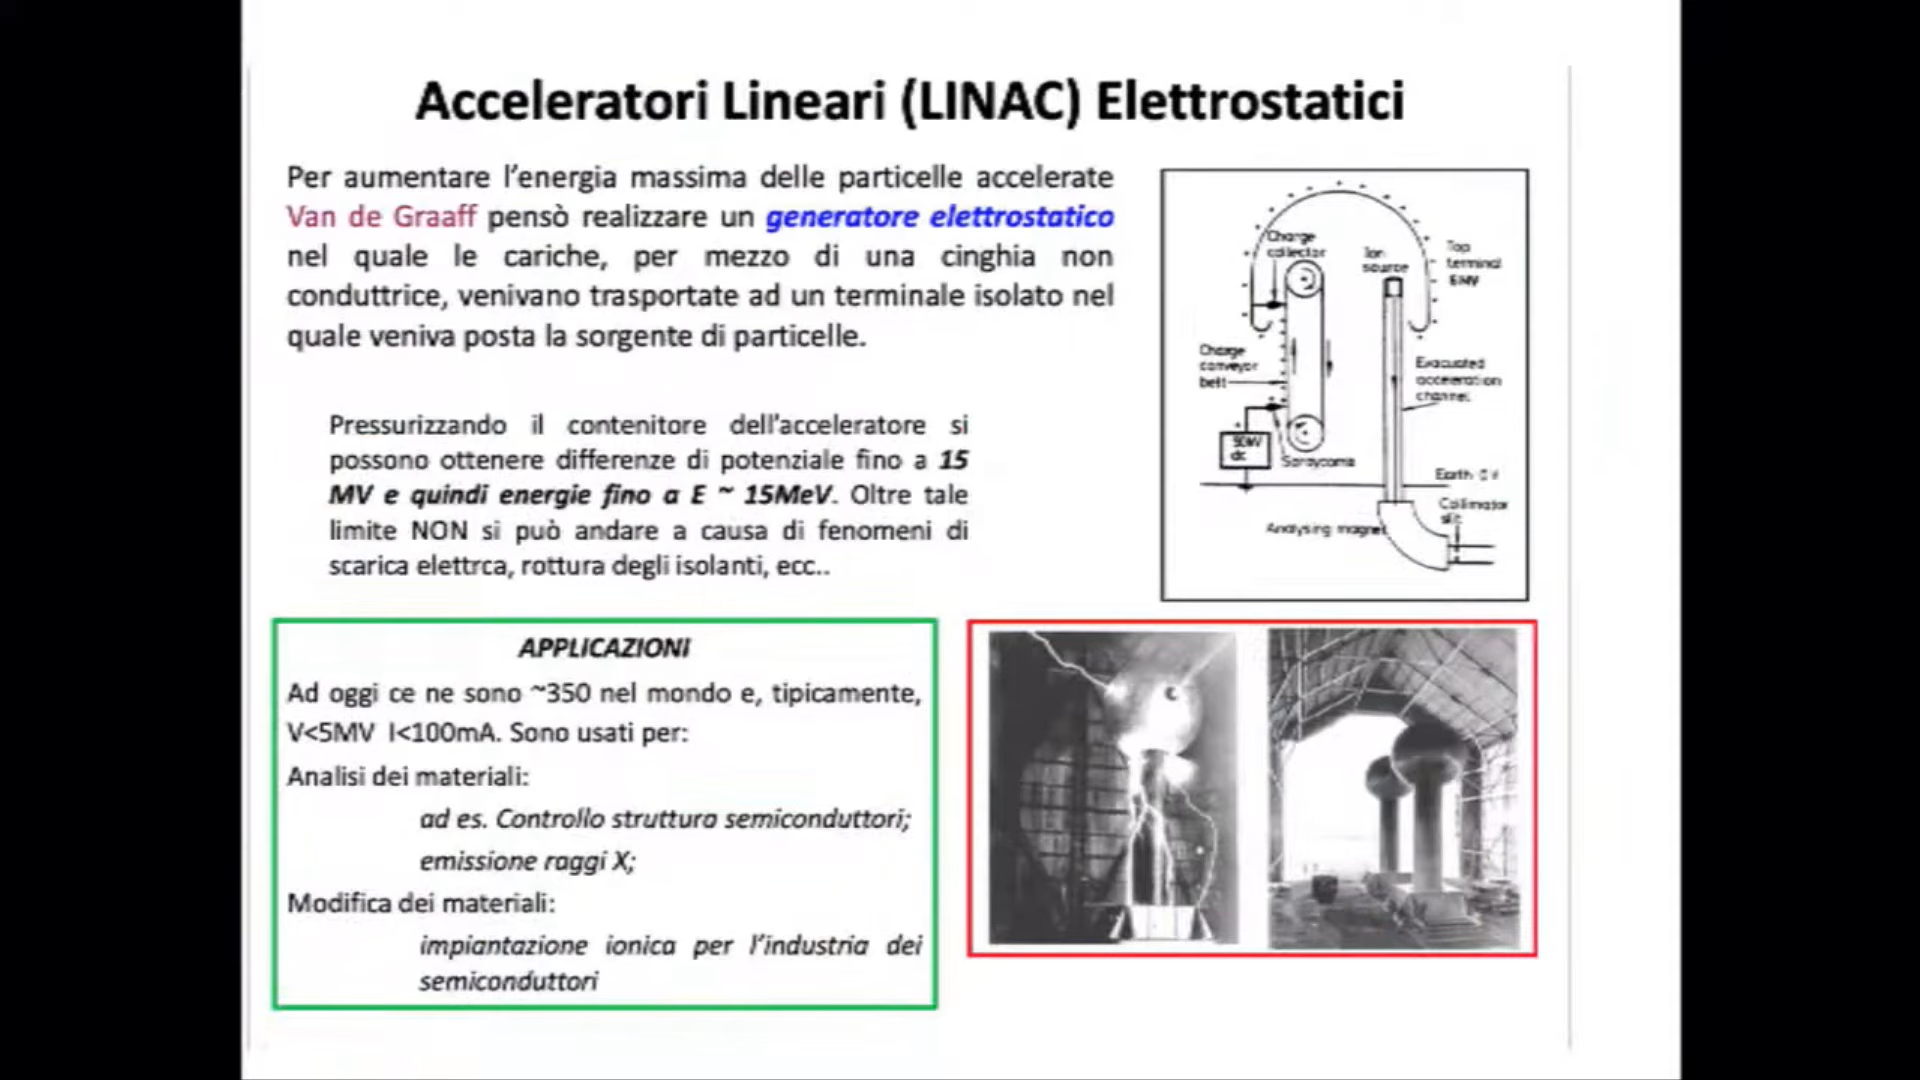 Acceleratori Lineari (LINAC) Elettrostatici
Per aumentare l'energia massima delle particelle accelerate
Van de Graaff pensò realizzare un generatore elettrostatico
nel quale le cariche, per mezzo di una cinghia non
conduttrice, venivano trasportate ad un terminale isolato nel
quale veniva posta la sorgente di particelle.
Pressurizzando il contenitore dell'acceleratore si
possono ottenere differenze di potenziale fino a 15
MV e quindi energie fino a E ~ 15MeV. Oltre tale
limite NON si può andare a causa di fenomeni di
scarica elettrca, rottura degli isolanti, ecc..
Charge
collector
Ion
source
Top
terminal
Charge
conveyor
belt
Evacuated
acceleration
channel
50kV
dc
Earth
Collimator
slit
Analysing magnet
APPLICAZIONI
Ad oggi ce ne sono ~350 nel mondo e, tipicamente,
V<5MV I<100mA. Sono usati per:
Analisi dei materiali:
ad es. Controllo struttura semiconduttori;
emissione raggi X;
Modifica dei materiali:
impiantazione ionica per l'industria dei
semiconduttori